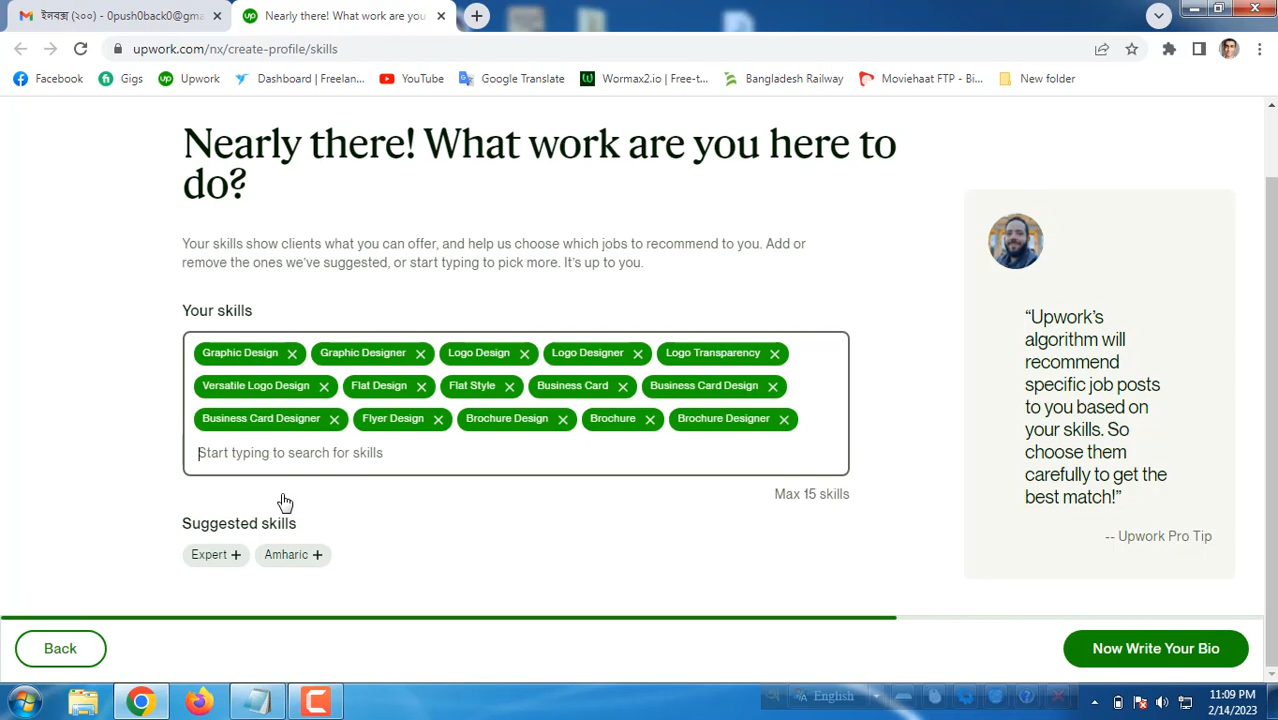 ইনবক্স (২০০) - 0push0back0@gma
Nearly there! What work are you
upwork.com/nx/create-profile/skills
Facebook
Gigs
Upwork
Dashboard | Freelan...
YouTube
Google Translate
Wormax2.io | Free-t...
Bangladesh Railway
Moviehaat FTP - Bi...
New folder
Nearly there! What work are you here to
do?
Your skills show clients what you can offer, and help us choose which jobs to recommend to you. Add or
remove the ones we've suggested, or start typing to pick more. It's up to you.
Your skills
Graphic Design
Graphic Designer
Logo Design
Logo Designer
Logo Transparency
Versatile Logo Design
Flat Design
Flat Style
Business Card
Business Card Design
Business Card Designer
Flyer Design
Brochure Design
Brochure
Brochure Designer
Start typing to search for skills
Max 15 skills
Suggested skills
Expert +
Amharic +
“Upwork's
algorithm will
recommend
specific job posts
to you based on
your skills. So
choose them
carefully to get the
best match!”
-- Upwork Pro Tip
Back
Now Write Your Bio
English
11:09 PM
2/14/2023